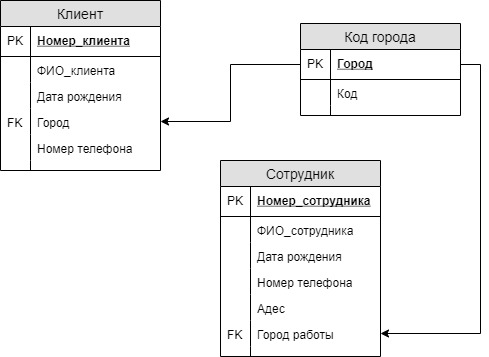 Клиент
PK Номер_клиента
ФИО_клиента
Дата рождения
FK Город
Номер телефона
Код города
PK Город
Код
Сотрудник
PK Номер_сотрудника
ФИО_сотрудника
Дата рождения
Номер телефона
Адес
FK Город работы